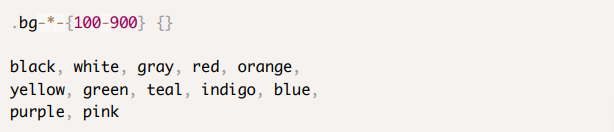 .bg-*-{100-900} {}
black, white, gray, red, orange,
yellow, green, teal, indigo, blue,
purple, pink